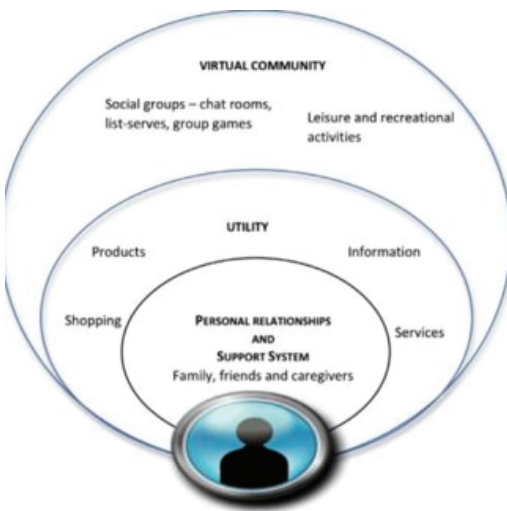 VIRTUAL COMMUNITY
Social groups – chat rooms,
list-serves, group games
Leisure and recreational
activities
UTILITY
Products
Information
Shopping
Services
PERSONAL RELATIONSHIPS
AND
SUPPORT SYSTEM
Family, friends and caregivers